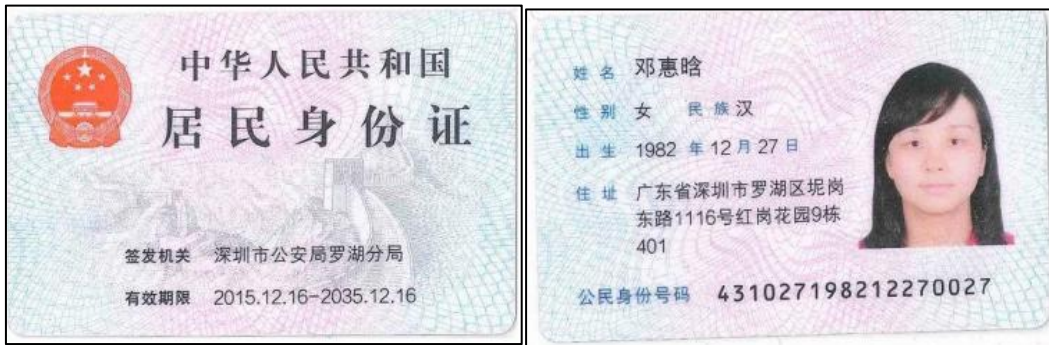 中华人民共和国
居民身份证
签发机关 深圳市公安局罗湖分局
有效期限 2015.12.16-2035.12.16
姓名 邓惠晗
性别 女 民族 汉
出生 1982 年 12 月 27 日
住址 广东省深圳市罗湖区坭岗
东路1116号红岗花园9栋
401
公民身份号码 431027198212270027